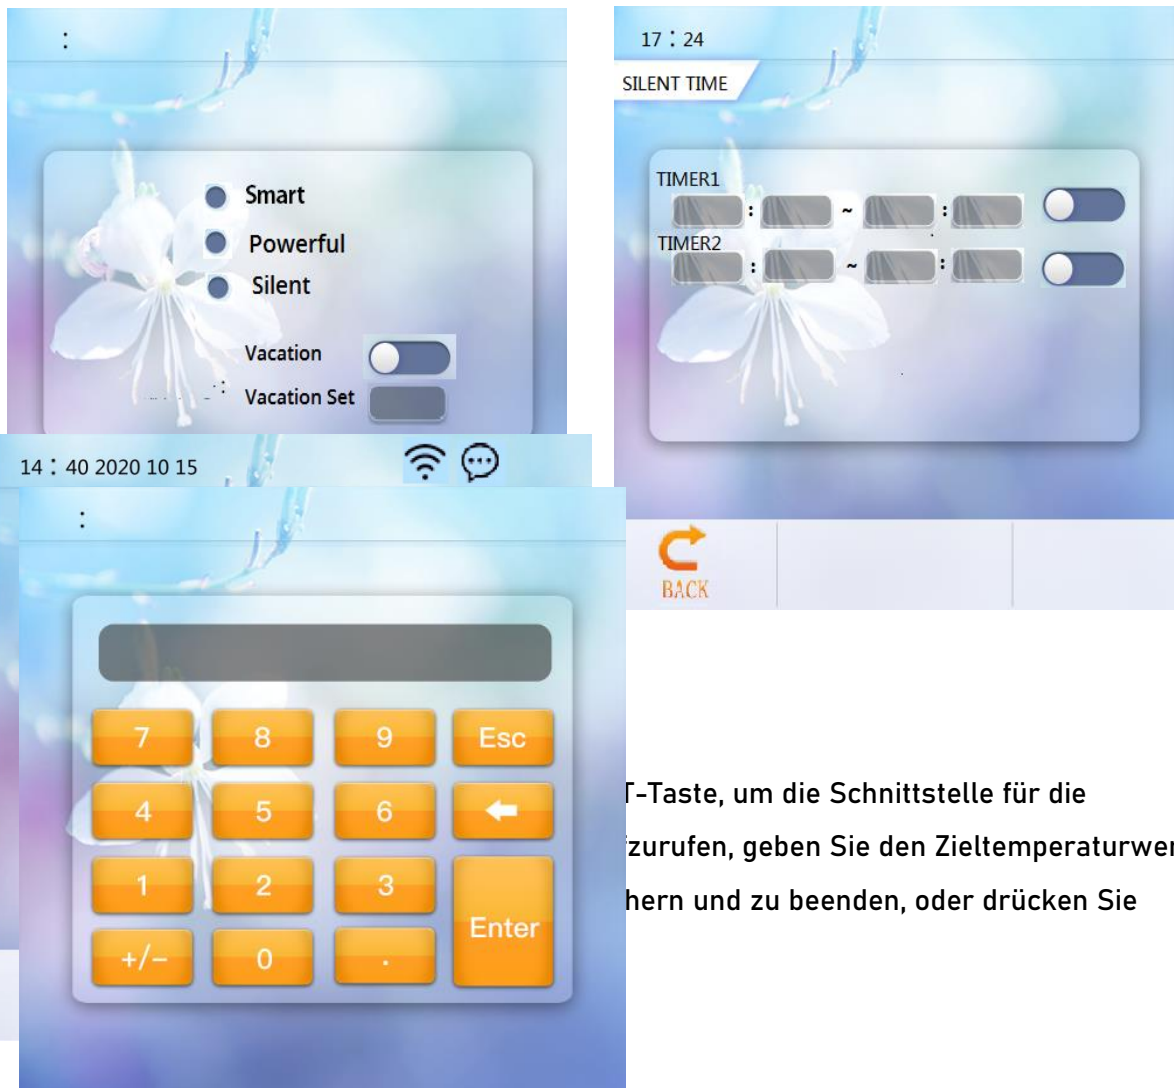 :
Smart
Powerful
Silent
Vacation
Vacation Set
17:24
SILENT TIME
TIMER1
: ~ :
TIMER2
: ~ :
BACK
14:40 2020 10 15
:
7 8 9 Esc
4 5 6
1 2 3
Enter
+/- 0 .
T-Taste, um die Schnittstelle für die
fzurufen, geben Sie den Zieltemperaturwer
hern und zu beenden, oder drücken Sie